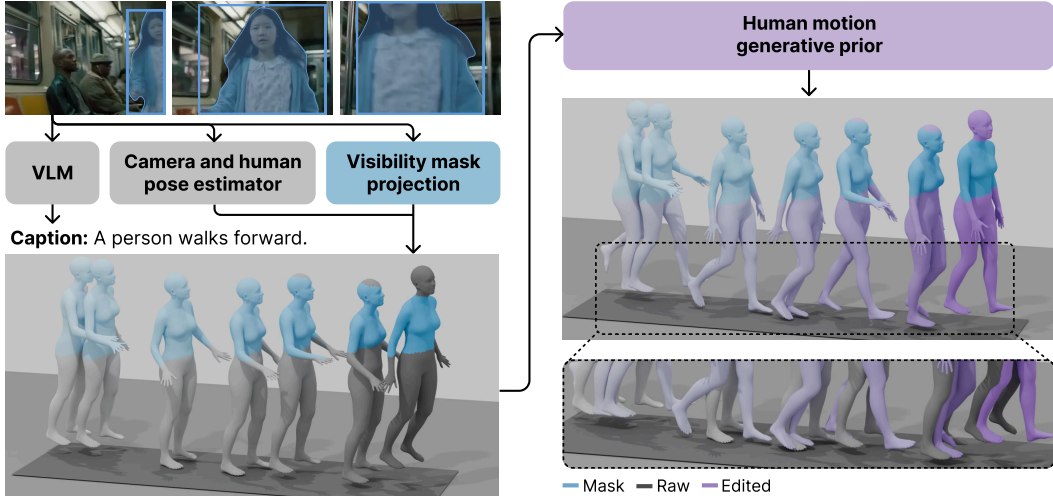 Human motion
generative prior
VLM
Camera and human
pose estimator
Visibility mask
projection
Caption: A person walks forward.
Mask
Raw
Edited